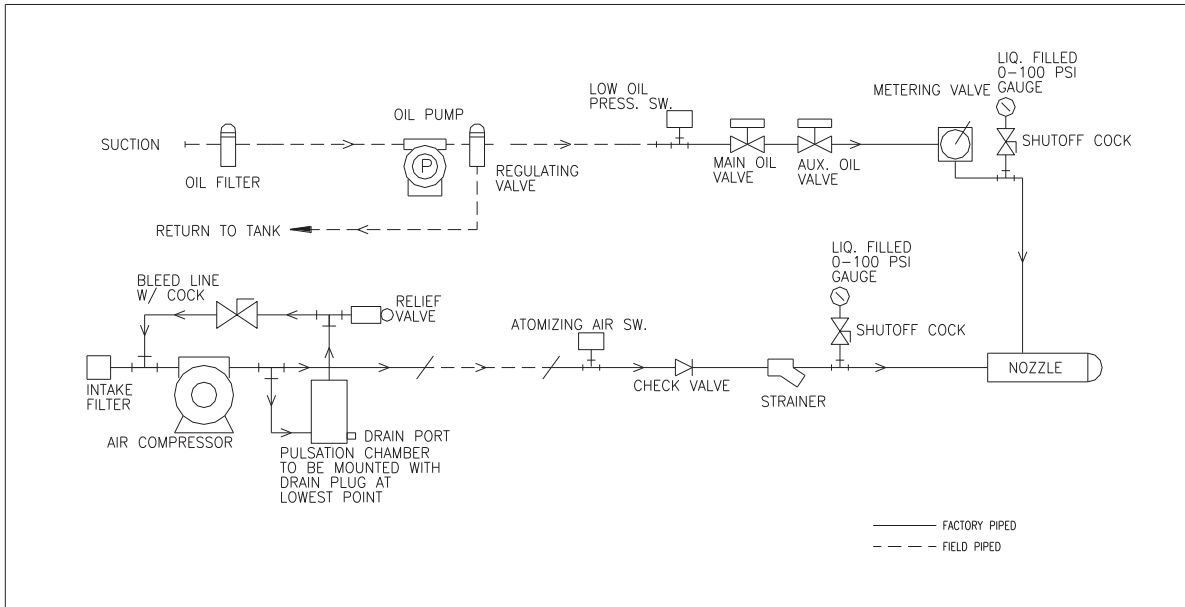 LIQ. FILLED
0-100 PSI
GAUGE
METERING VALVE
LOW OIL
PRESS. SW.
OIL PUMP
SUCTION
SHUTOFF COCK
P
MAIN OIL
VALVE
AUX. OIL
VALVE
OIL FILTER
REGULATING
VALVE
RETURN TO TANK
LIQ. FILLED
0-100 PSI
GAUGE
BLEED LINE
W/ COCK
RELIEF
VALVE
ATOMIZING AIR SW.
SHUTOFF COCK
NOZZLE
INTAKE
FILTER
CHECK VALVE
STRAINER
AIR COMPRESSOR
DRAIN PORT
PULSATION CHAMBER
TO BE MOUNTED WITH
DRAIN PLUG AT
LOWEST POINT
FACTORY PIPED
FIELD PIPED